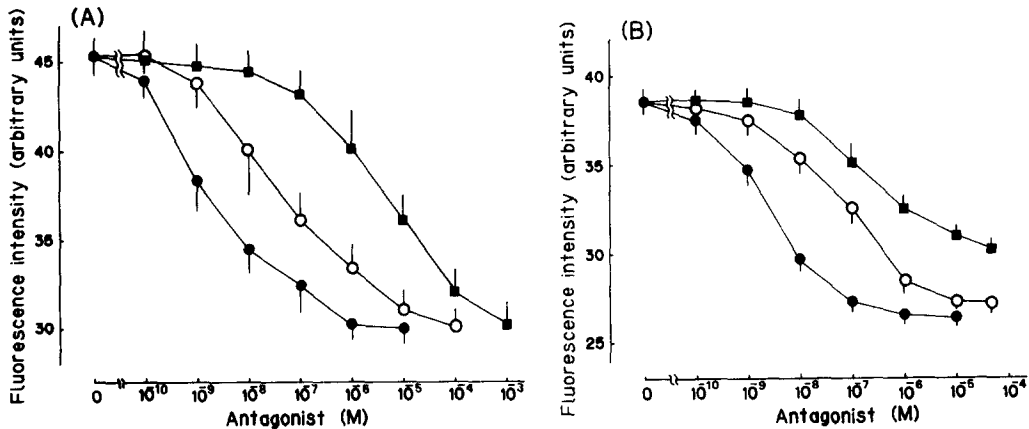 (A)
Fluorescence intensity (arbitrary units)
45
40
35
30
0 10⁻¹⁰ 10⁻⁹ 10⁻⁸ 10⁻⁷ 10⁻⁶ 10⁻⁵ 10⁻⁴ 10⁻³
Antagonist (M)
(B)
Fluorescence intensity (arbitrary units)
40
35
30
25
0 10⁻¹⁰ 10⁻⁹ 10⁻⁸ 10⁻⁷ 10⁻⁶ 10⁻⁵ 10⁻⁴
Antagonist (M)